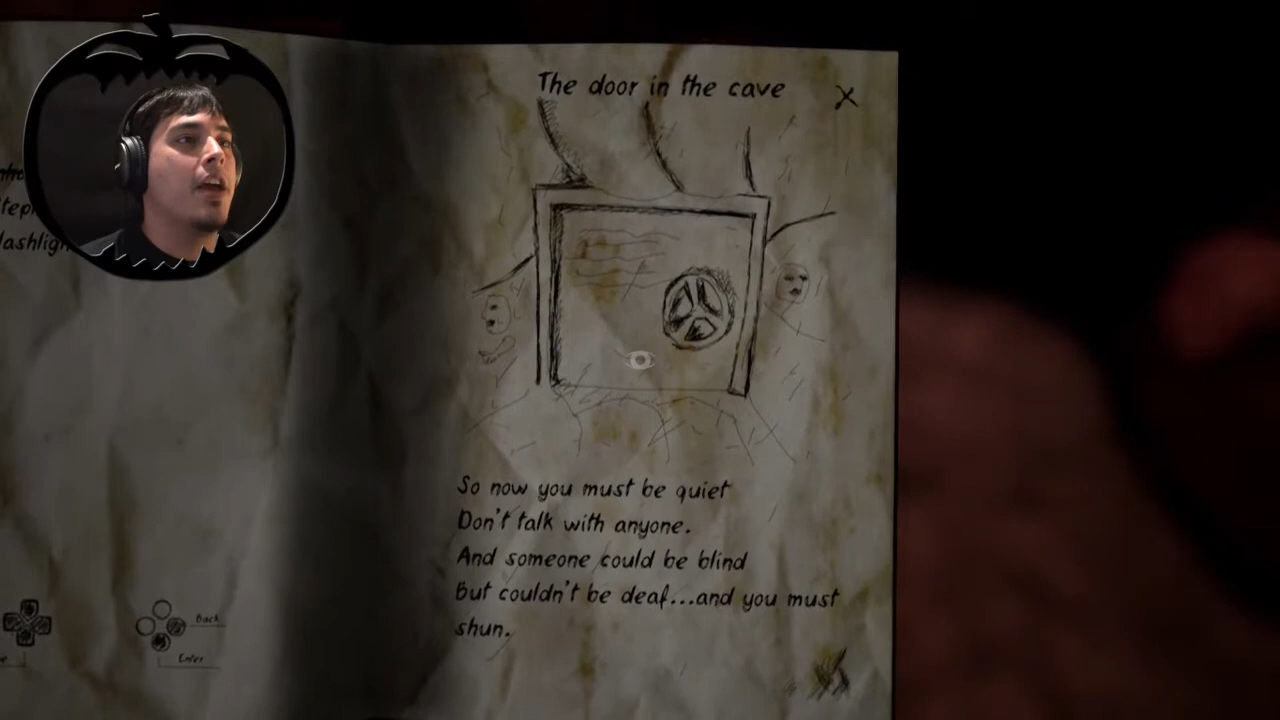 The door in the cave
So now you must be quiet
Don't talk with anyone.
And someone could be blind
But couldn't be deaf...and you must
shun.
Back
Enter